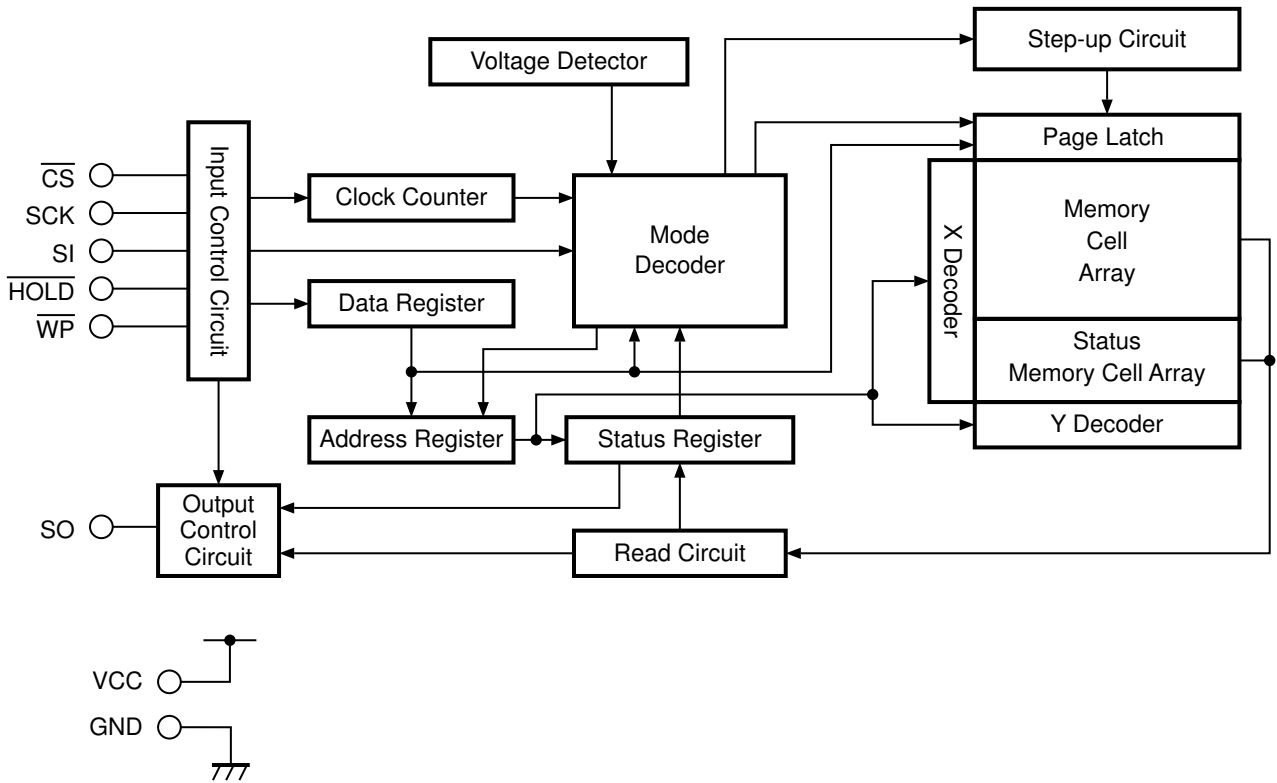 Step-up Circuit
Voltage Detector
Page Latch
CS
SCK
SI
HOLD
WP
Input Control Circuit
Clock Counter
Mode
Decoder
Data Register
X Decoder
Memory
Cell
Array
Status
Memory Cell Array
Address Register
Status Register
Y Decoder
SO
Output
Control
Circuit
Read Circuit
VCC
GND